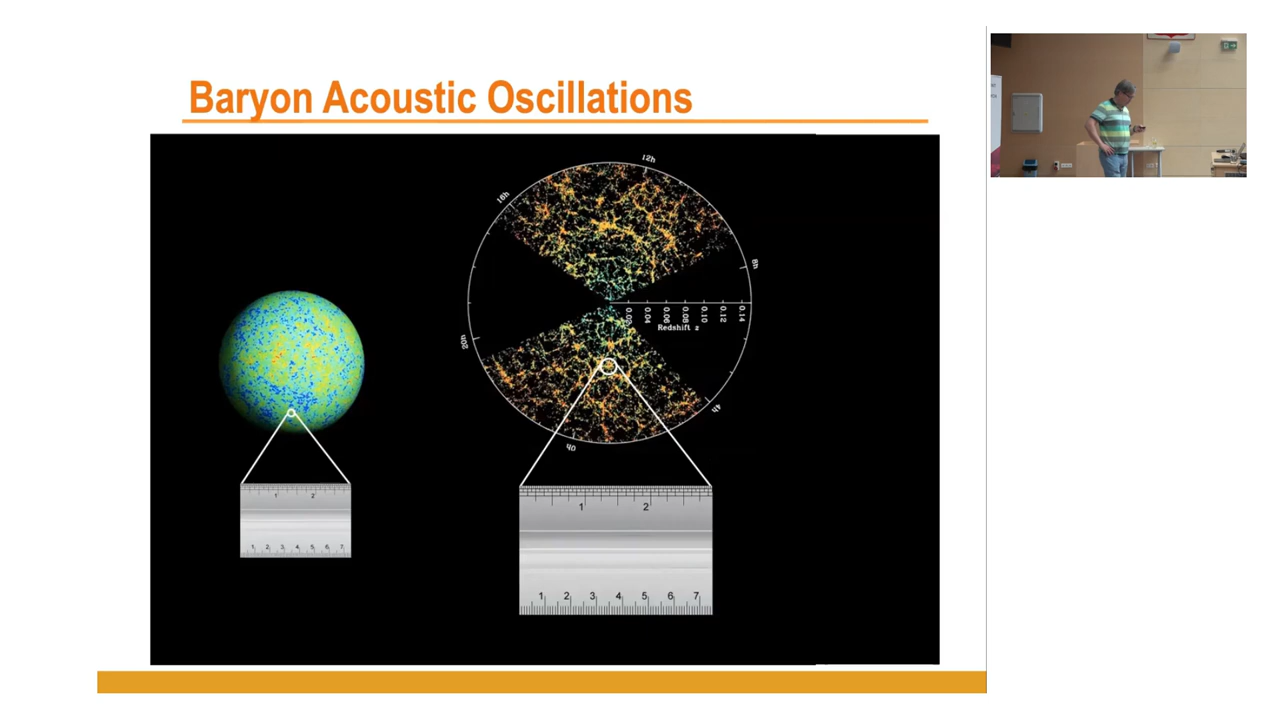 Baryon Acoustic Oscillations
12h
16h
8h
0.02 0.04 0.06 0.08 0.10 0.12 0.14
Redshift z
20h
4h
0h
1 2
1 2
1 2 3 4 5 6 7
1 2 3 4 5 6 7